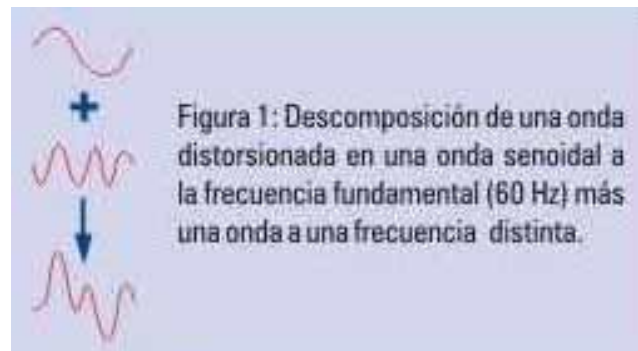 Figura 1: Descomposición de una onda
distorsionada en una onda senoidal a
la frecuencia fundamental (60 Hz) más
una onda a una frecuencia distinta.